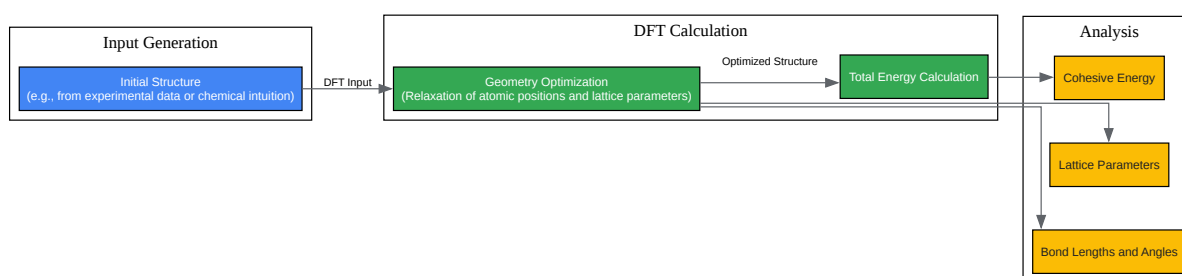 Input Generation
Initial Structure
(e.g., from experimental data or chemical intuition)
DFT Input
DFT Calculation
Geometry Optimization
(Relaxation of atomic positions and lattice parameters)
Optimized Structure
Total Energy Calculation
Analysis
Cohesive Energy
Lattice Parameters
Bond Lengths and Angles